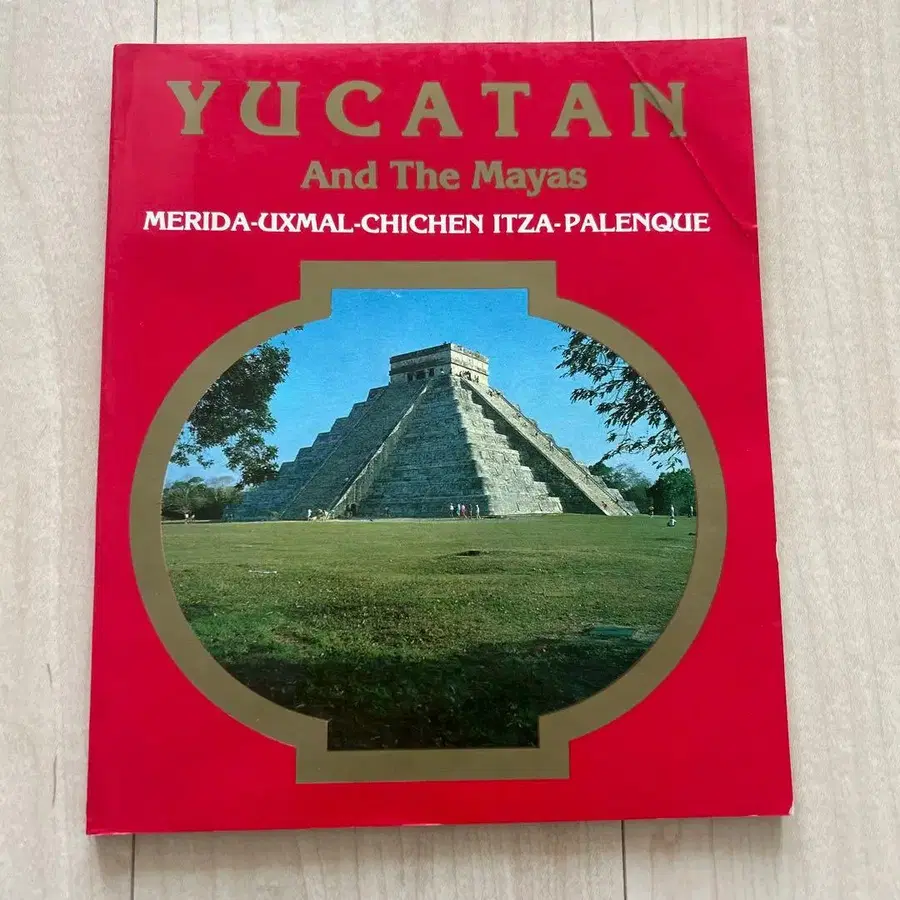 YUCATAN
And The Mayas
MERIDA-UXMAL-CHICHEN ITZA-PALENQUE